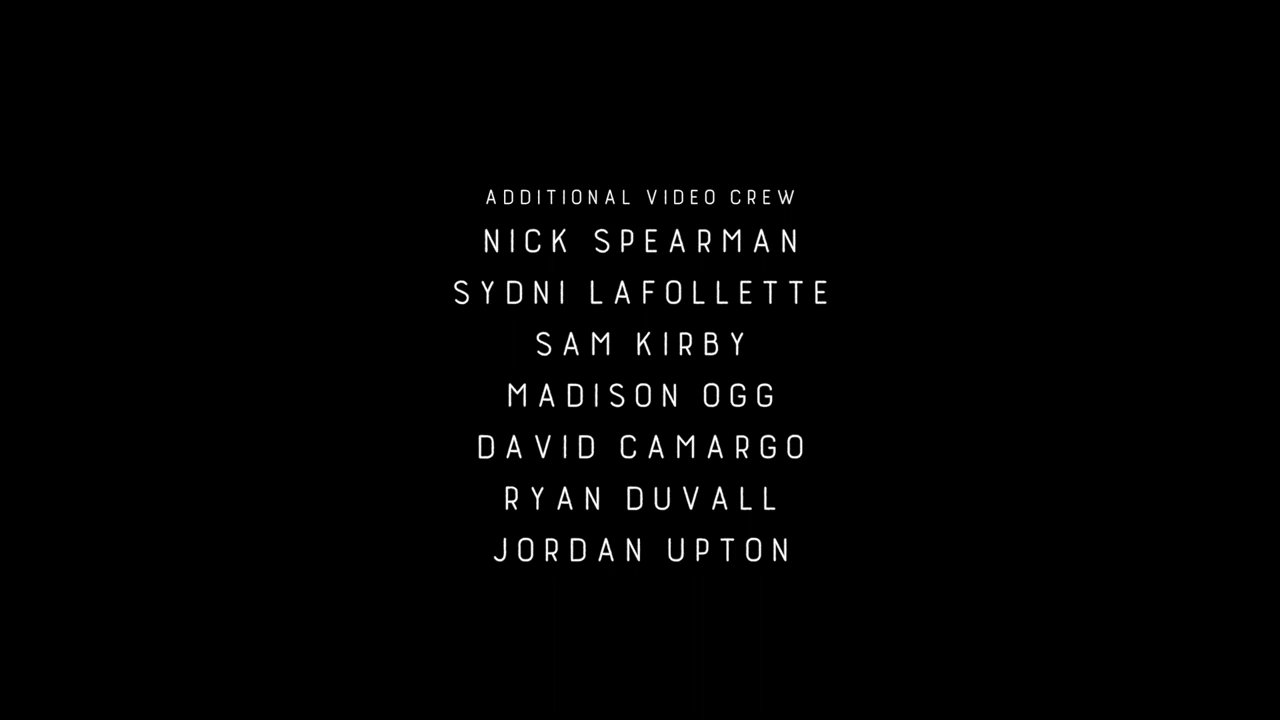 ADDITIONAL VIDEO CREW
NICK SPEARMAN
SYDNI LAFOLLETTE
SAM KIRBY
MADISON OGG
DAVID CAMARGO
RYAN DUVALL
JORDAN UPTON